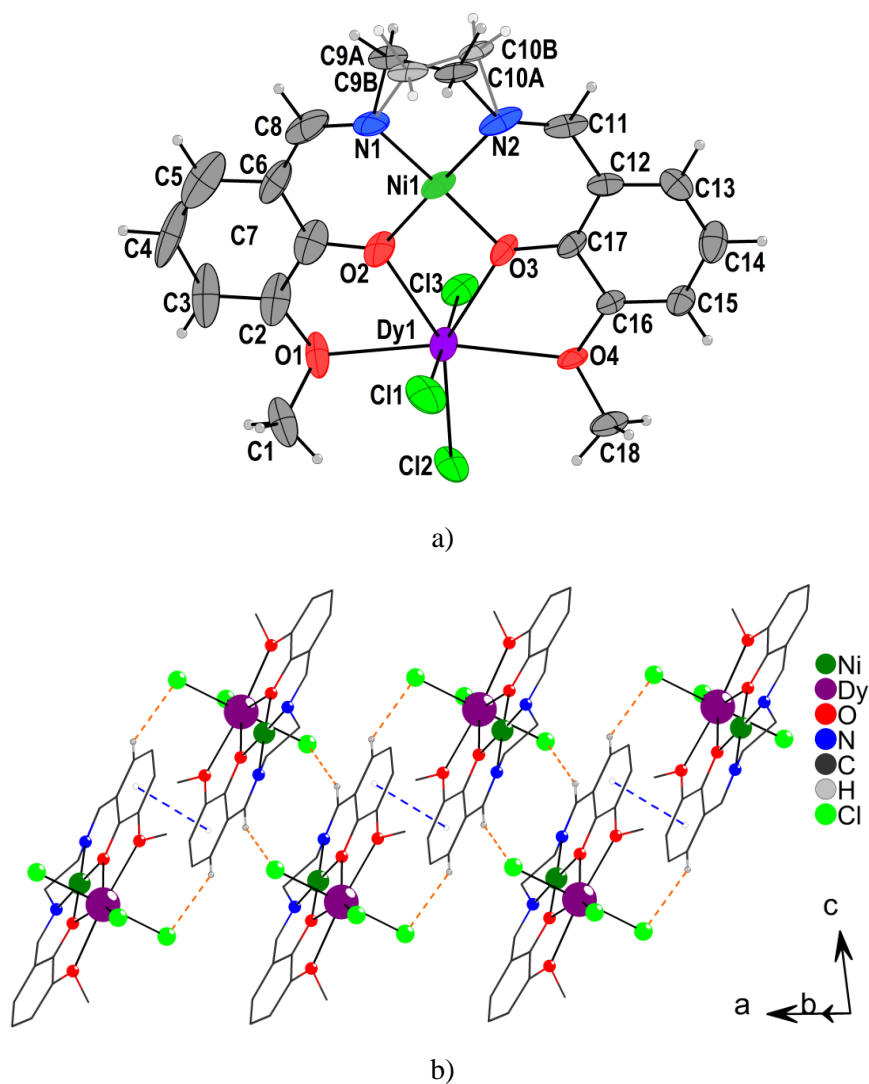 C9A C10B
C9B C10A
C8 C11
N1 N2
C5 C6 C12 C13
Ni1
C4 C7 C17 C14
O2 O3
C3 Cl3 C15
C2 Dy1 C16
O1 O4
Cl1
C1 C18
Cl2
a)
Ni
Dy
O
N
C
H
Cl
c
a b
b)